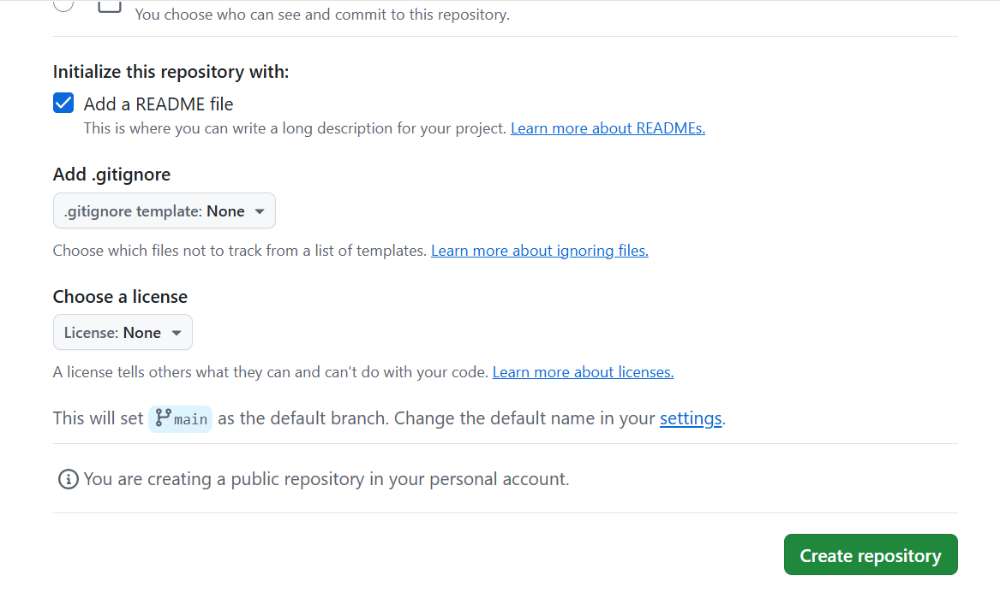 You choose who can see and commit to this repository.
Initialize this repository with:
Add a README file
This is where you can write a long description for your project. Learn more about READMEs.
Add .gitignore
.gitignore template: None
Choose which files not to track from a list of templates. Learn more about ignoring files.
Choose a license
License: None
A license tells others what they can and can't do with your code. Learn more about licenses.
This will set main as the default branch. Change the default name in your settings.
You are creating a public repository in your personal account.
Create repository